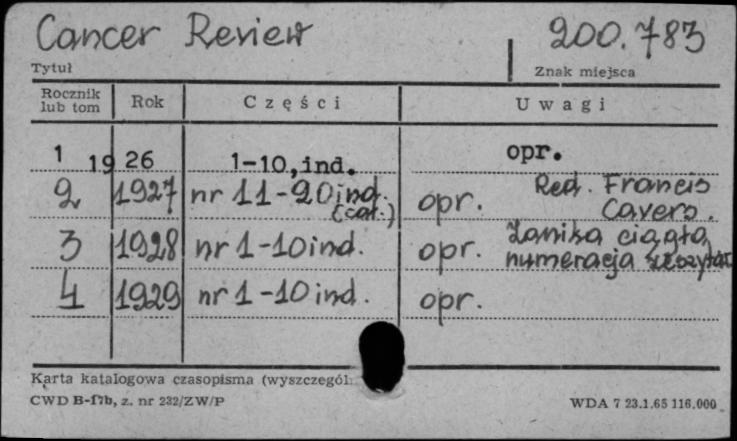 Cancer Review 200.783
Tytuł Znak miejsca
Rocznik lub tom Rok Części Uwagi
1 1926 1-10, ind. opr.
2 1927 nr 11-20 ind. (cat.) opr. Red. Francis Cavers.
3 1928 nr 1-10 ind. opr. Zanika ciągła numeracja zeszytów
4 1929 nr 1-10 ind. opr.
Karta katalogowa czasopisma (wyszczegól
CWD B-17b, z. nr 232/ZW/P WDA 7 23.1.65 116.000